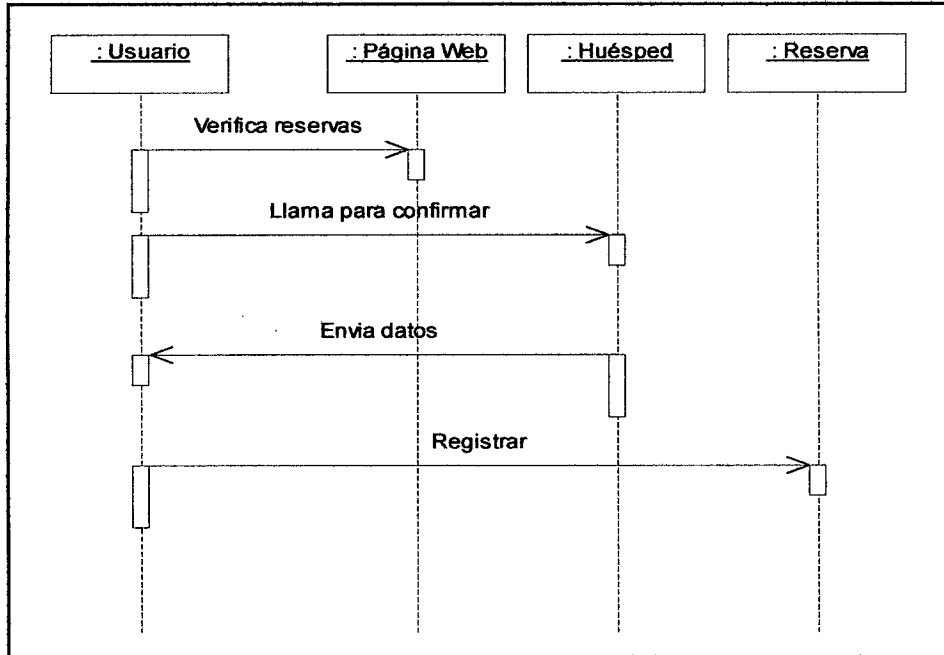 : Usuario
: Página Web
: Huésped
: Reserva
Verifica reservas
Llama para confirmar
Envia datos
Registrar